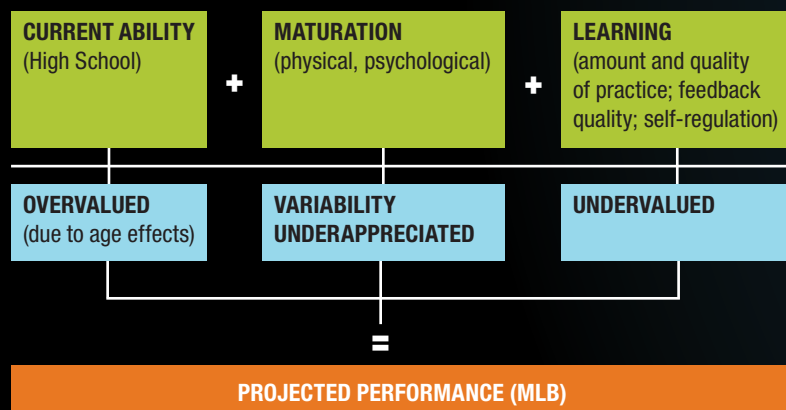 CURRENT ABILITY
(High School)
+
MATURATION
(physical, psychological)
+
LEARNING
(amount and quality
of practice; feedback
quality; self-regulation)
OVERVALUED
(due to age effects)
VARIABILITY
UNDERAPPRECIATED
UNDERVALUED
=
PROJECTED PERFORMANCE (MLB)